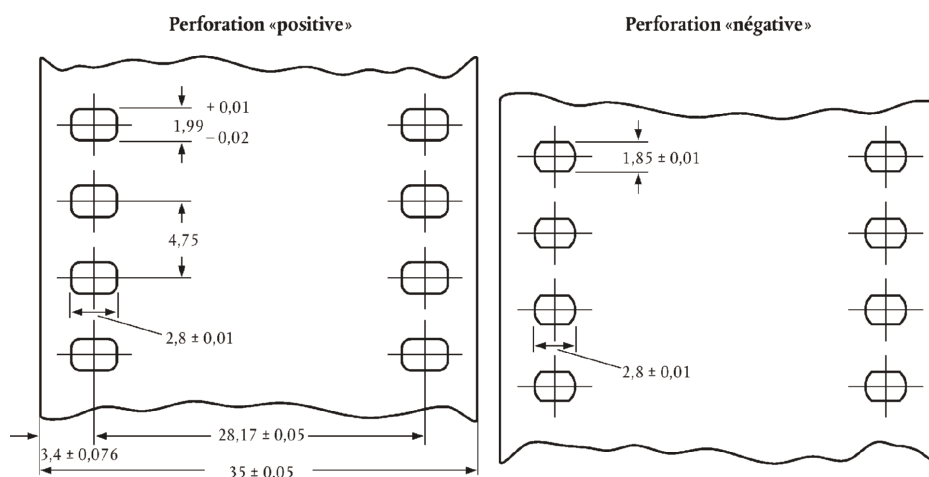 Perforation «positive»
Perforation «négative»
+ 0,01
1,99
– 0,02
4,75
2,8 ± 0,01
28,17 ± 0,05
3,4 ± 0,076
35 ± 0,05
1,85 ± 0,01
2,8 ± 0,01